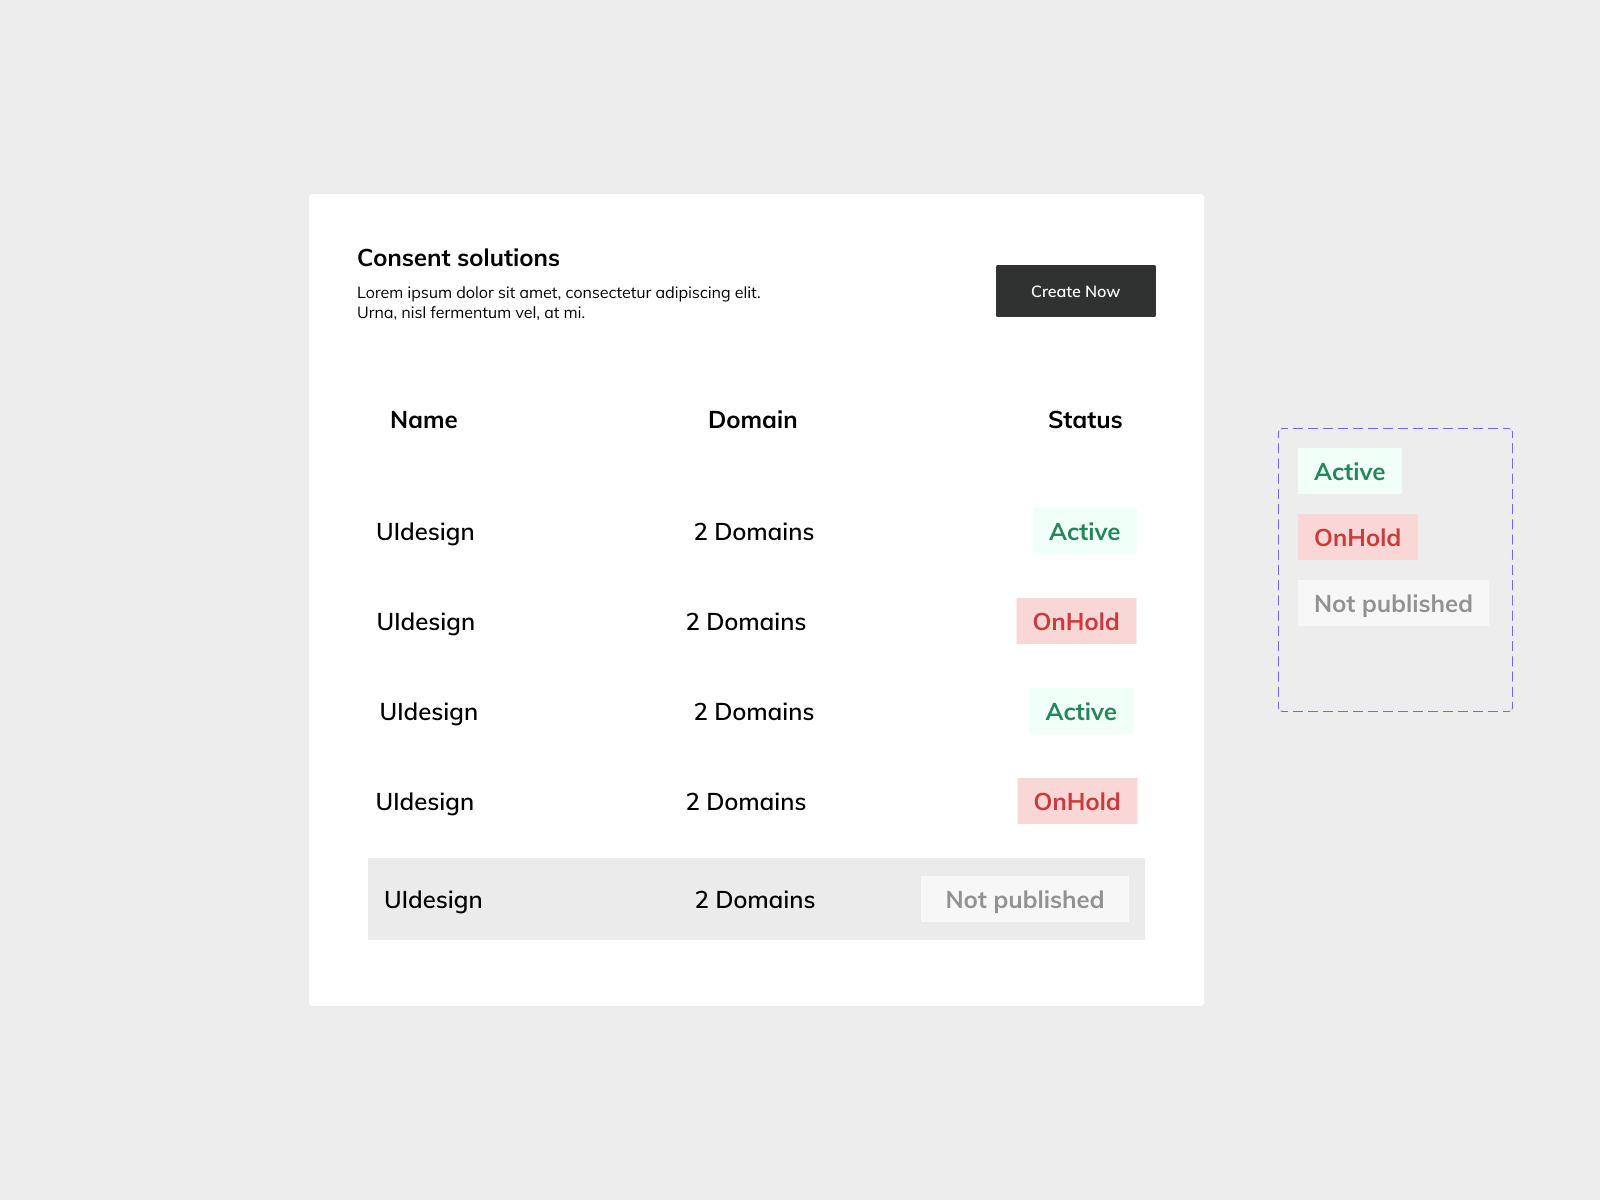 Consent solutions
Lorem ipsum dolor sit amet, consectetur adipiscing elit.
Urna, nisl fermentum vel, at mi.
Create Now
Name Domain Status
UIdesign 2 Domains Active
UIdesign 2 Domains OnHold
UIdesign 2 Domains Active
UIdesign 2 Domains OnHold
UIdesign 2 Domains Not published
Active
OnHold
Not published